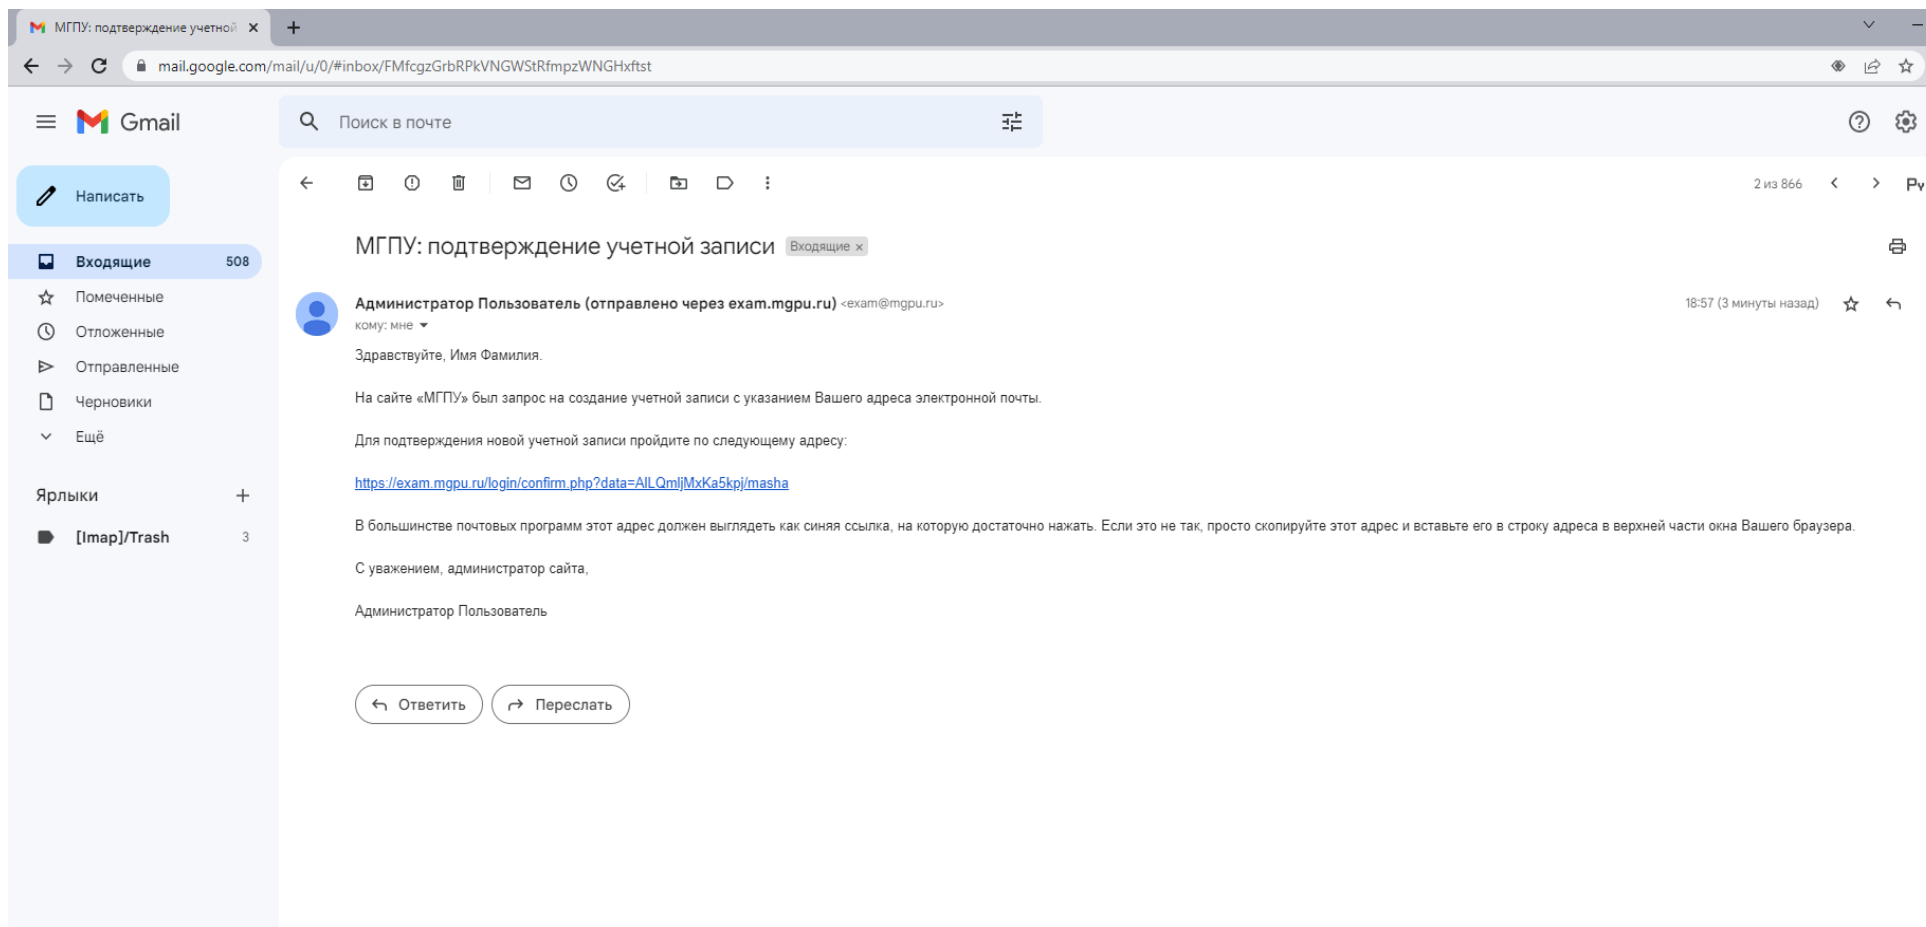 МГПУ: подтверждение учетной
mail.google.com/mail/u/0/#inbox/FMfcgzGrbRPkVNGWStRfmpzWNGHxftst
Gmail
Поиск в почте
Написать
2 из 866
Входящие 508
Помеченные
Отложенные
Отправленные
Черновики
Ещё
Ярлыки
[Imap]/Trash 3
МГПУ: подтверждение учетной записи Входящие ×
Администратор Пользователь (отправлено через exam.mgpu.ru) <exam@mgpu.ru> 18:57 (3 минуты назад)
кому: мне
Здравствуйте, Имя Фамилия.
На сайте «МГПУ» был запрос на создание учетной записи с указанием Вашего адреса электронной почты.
Для подтверждения новой учетной записи пройдите по следующему адресу:
https://exam.mgpu.ru/login/confirm.php?data=AILQmljMxKa5kpj/masha
В большинстве почтовых программ этот адрес должен выглядеть как синяя ссылка, на которую достаточно нажать. Если это не так, просто скопируйте этот адрес и вставьте его в строку адреса в верхней части окна Вашего браузера.
С уважением, администратор сайта,
Администратор Пользователь
Ответить Переслать